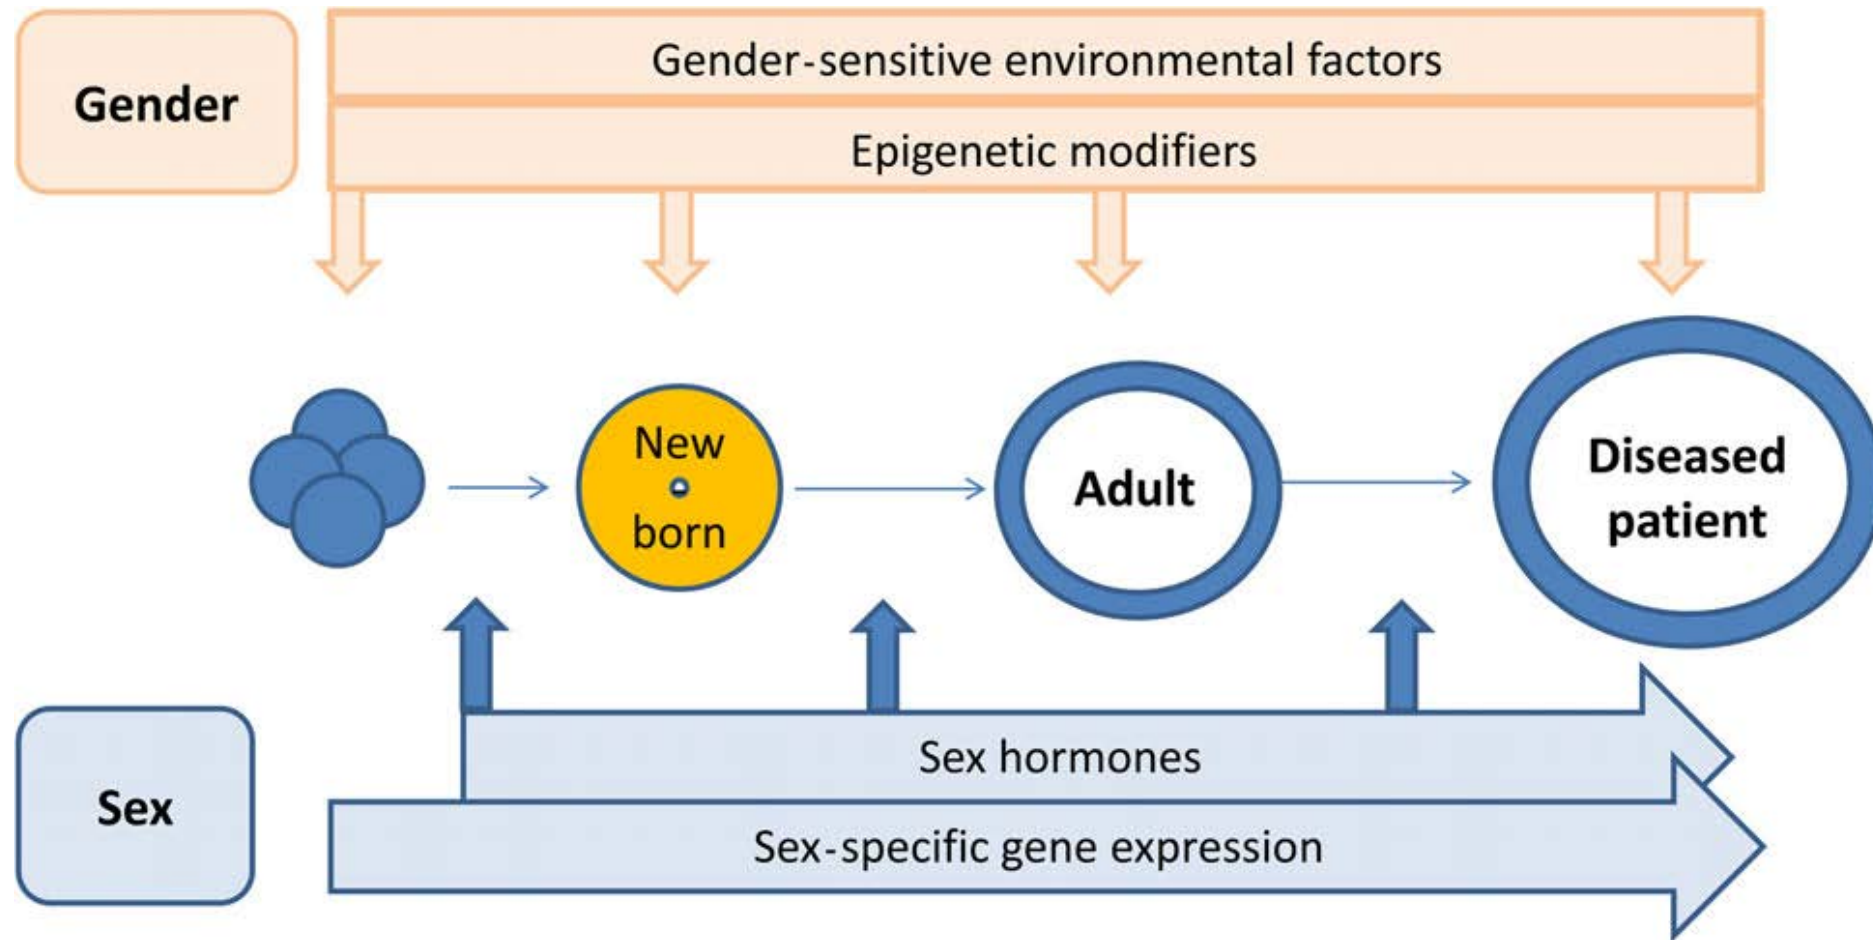 Gender
Gender-sensitive environmental factors
Epigenetic modifiers
New
born
Adult
Diseased
patient
Sex
Sex hormones
Sex-specific gene expression